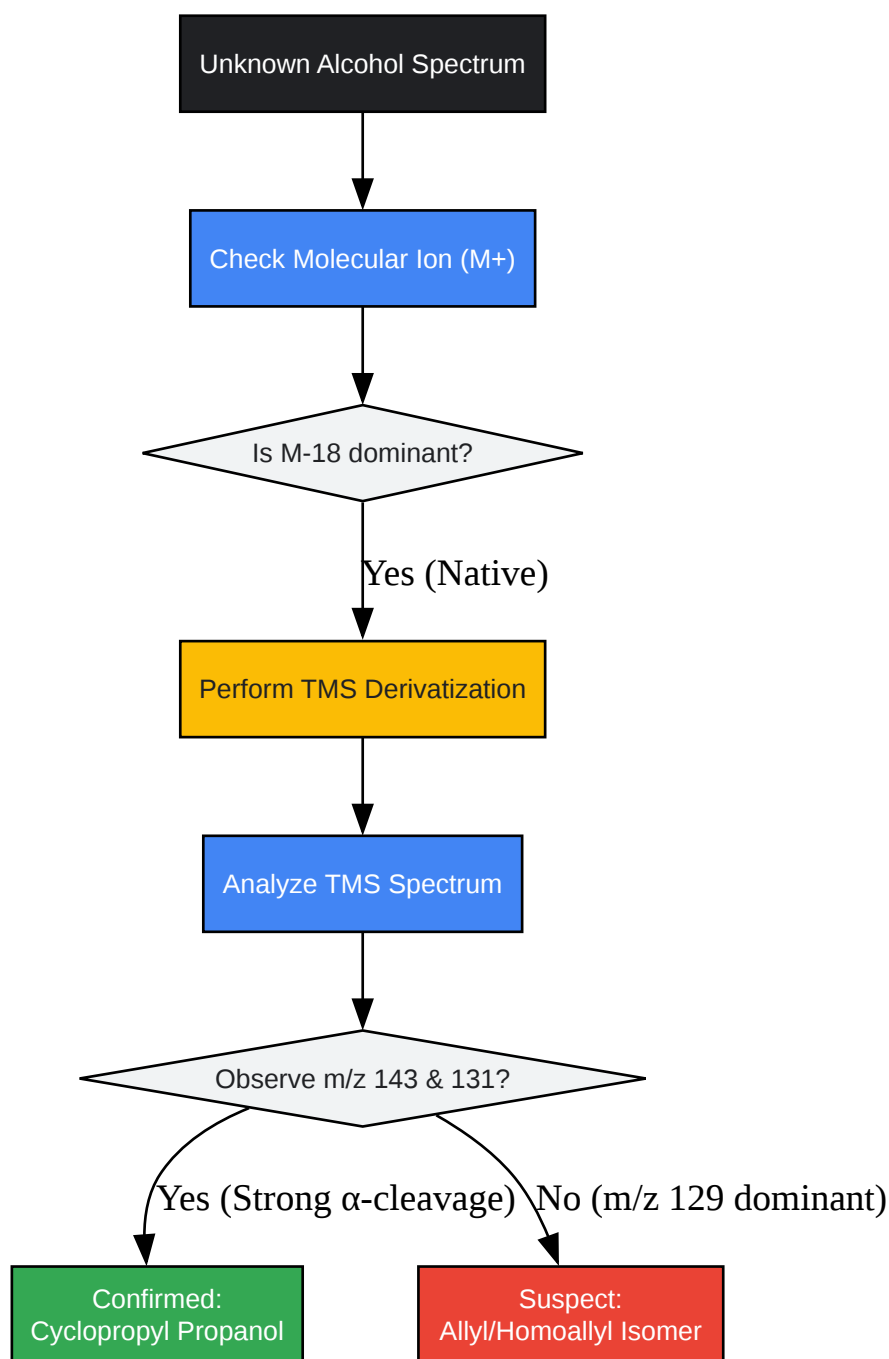 Unknown Alcohol Spectrum
Check Molecular Ion (M+)
Is M-18 dominant?
Yes (Native)
Perform TMS Derivatization
Analyze TMS Spectrum
Observe m/z 143 & 131?
Yes (Strong α-cleavage)
No (m/z 129 dominant)
Confirmed:
Cyclopropyl Propanol
Suspect:
Allyl/Homoallyl Isomer